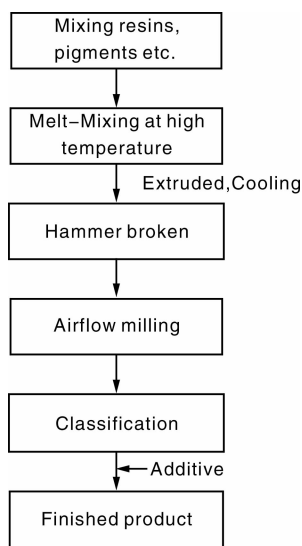 Mixing resins,
pigments etc.
Melt-Mixing at high
temperature
Extruded,Cooling
Hammer broken
Airflow milling
Classification
Additive
Finished product